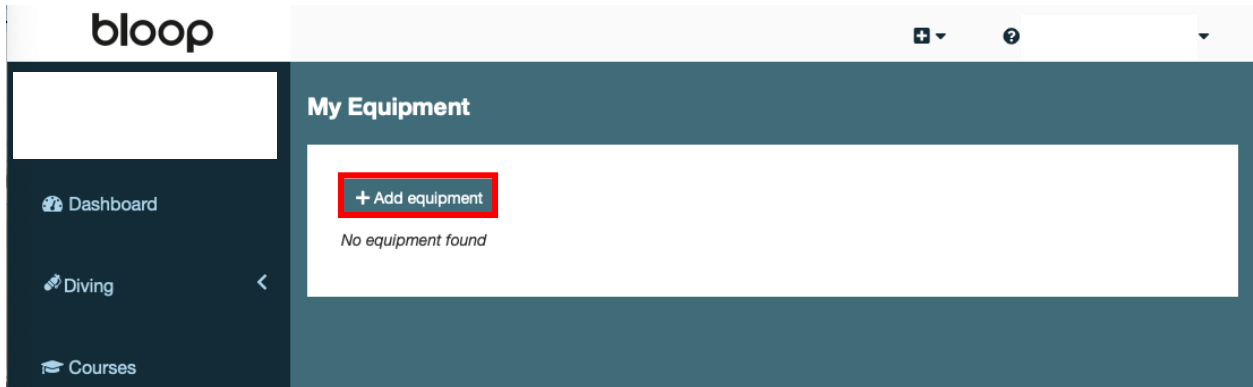 bloop
My Equipment
Dashboard
+ Add equipment
No equipment found
Diving
Courses